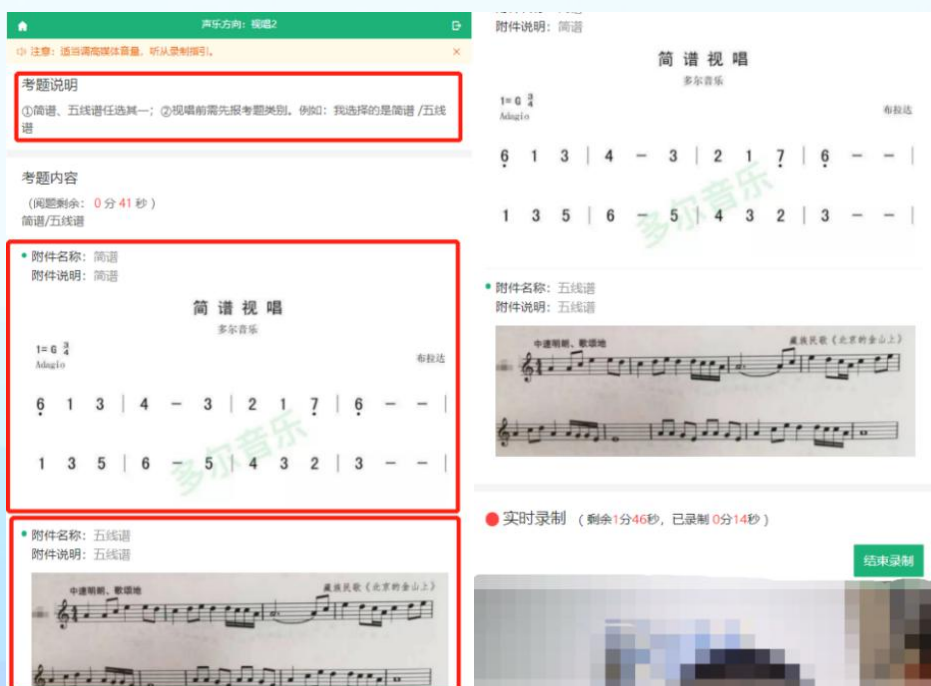 声乐方向：视唱2
注意：适当调高媒体音量，听从录制指引。
×
考题说明
①简谱、五线谱任选其一；②视唱前需先报考题类别。例如：我选择的是简谱 /五线
谱
考题内容
（阅题剩余： 0 分 41 秒 ）
简谱/五线谱
附件名称：简谱
附件说明：简谱
简 谱 视 唱
多尔音乐
1= G 3/4
Adagio
布拉达
6̣ 1 3 | 4 － 3 | 2 1 7̣ | 6̣ － － |
1 3 5 | 6 － 5 | 4 3 2 | 3 － － |
多尔音乐
附件名称：五线谱
附件说明：五线谱
中速明朗、歌颂地
藏族民歌《北京的金山上》
附件说明：简谱
简 谱 视 唱
多尔音乐
1= G 3/4
Adagio
布拉达
6̣ 1 3 | 4 － 3 | 2 1 7̣ | 6̣ － － |
1 3 5 | 6 － 5 | 4 3 2 | 3 － － |
多尔音乐
附件名称：五线谱
附件说明：五线谱
中速明朗、歌颂地
藏族民歌《北京的金山上》
实时录制 （ 剩余1分46秒，已录制 0分14秒 ）
结束录制